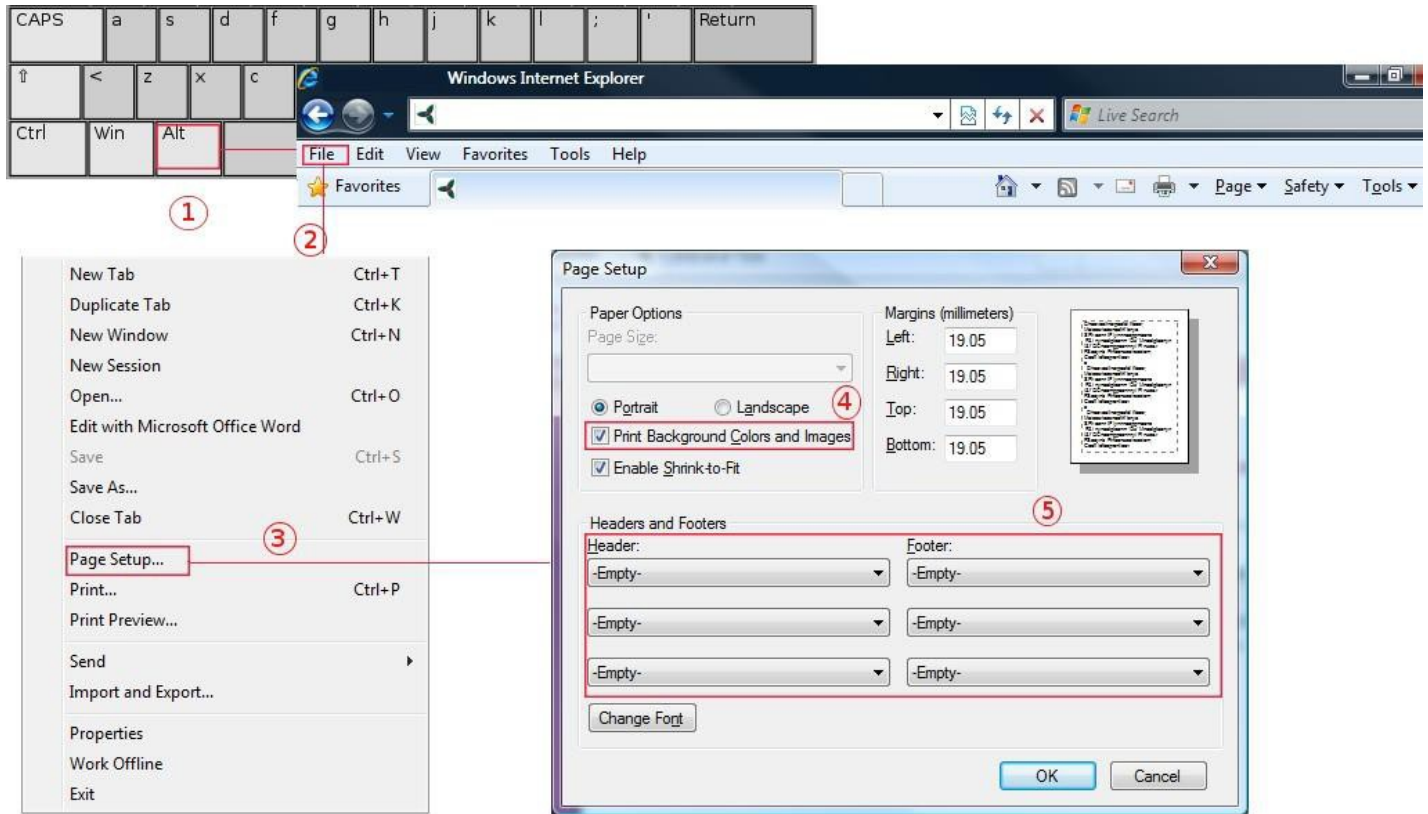 CAPS a s d f g h j k l ; ' Return
⇧ < z x c
Ctrl Win Alt
Windows Internet Explorer
Live Search
File Edit View Favorites Tools Help
Favorites
Page Safety Tools
①
②
New Tab Ctrl+T
Duplicate Tab Ctrl+K
New Window Ctrl+N
New Session
Open... Ctrl+O
Edit with Microsoft Office Word
Save Ctrl+S
Save As...
Close Tab Ctrl+W
③
Page Setup...
Print... Ctrl+P
Print Preview...
Send
Import and Export...
Properties
Work Offline
Exit
Page Setup
Paper Options
Page Size:
Portrait Landscape
④
Print Background Colors and Images
Enable Shrink-to-Fit
Margins (millimeters)
Left: 19.05
Right: 19.05
Top: 19.05
Bottom: 19.05
⑤
Headers and Footers
Header: Footer:
-Empty- -Empty-
-Empty- -Empty-
-Empty- -Empty-
Change Font
OK Cancel